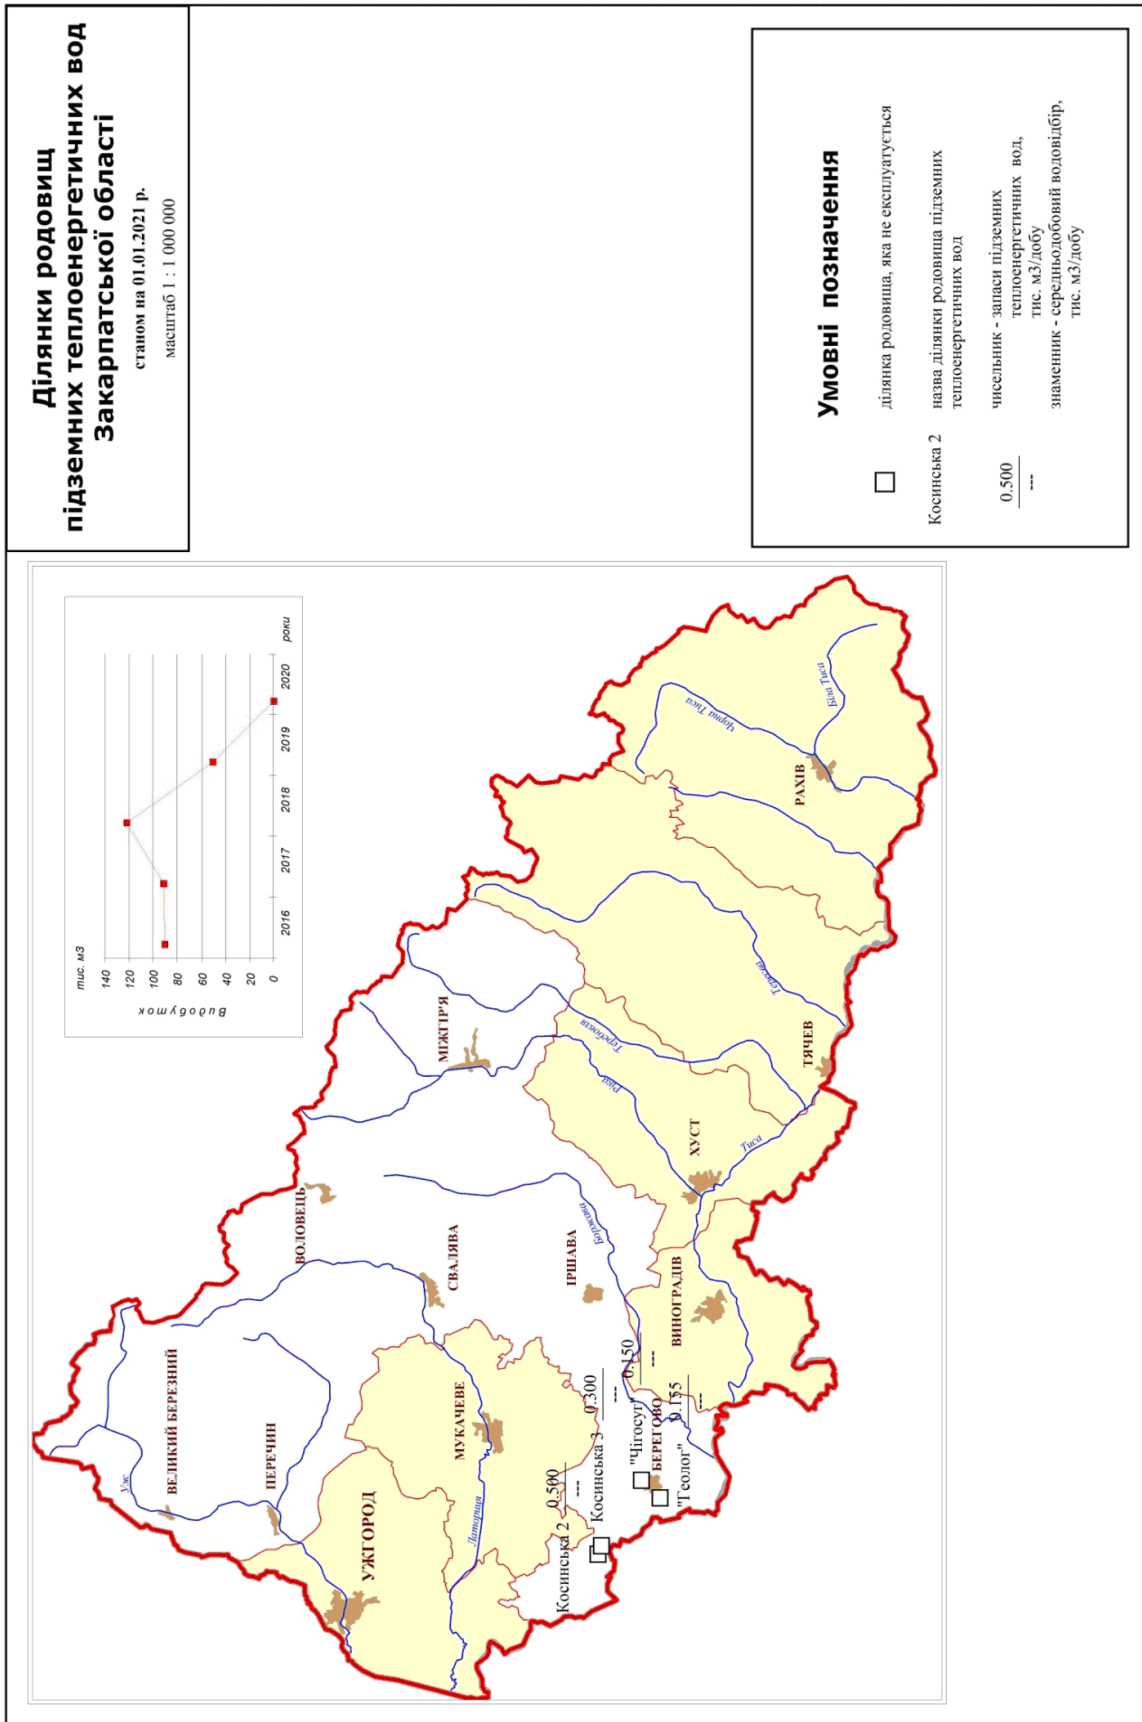 Ділянки родовищ
підземних теплоенергетичних вод
Закарпатської області
станом на 01.01.2021 р.
масштаб 1 : 1 000 000
тис. м3
140
120
100
80
60
40
20
0
Видобуток
2016
2017
2018
2019
2020
роки
Уж
ВЕЛИКИЙ БЕРЕЗНИЙ
ПЕРЕЧИН
УЖГОРОД
ВОЛОВЕЦЬ
МІЖГІР'Я
СВАЛЯВА
МУКАЧЕВЕ
Латориця
ІРШАВА
Боржава
Ріка
Теребовля
Тересва
Чорна Тиса
Біла Тиса
РАХІВ
ТЯЧЕВ
ХУСТ
Тиса
ВИНОГРАДІВ
Косинська 2
0.500
---
Косинська 3
0.300
---
"Чігосуг"
0.150
---
БЕРЕГОВО
"Геолог"
0.155
---
Умовні позначення
ділянка родовища, яка не експлуатується
Косинська 2
назва ділянки родовища підземних
теплоенергетичних вод
0.500
---
чисельник - запаси підземних
теплоенергетичних вод,
тис. м3/добу
знаменник - середньодобовий водовідбір,
тис. м3/добу